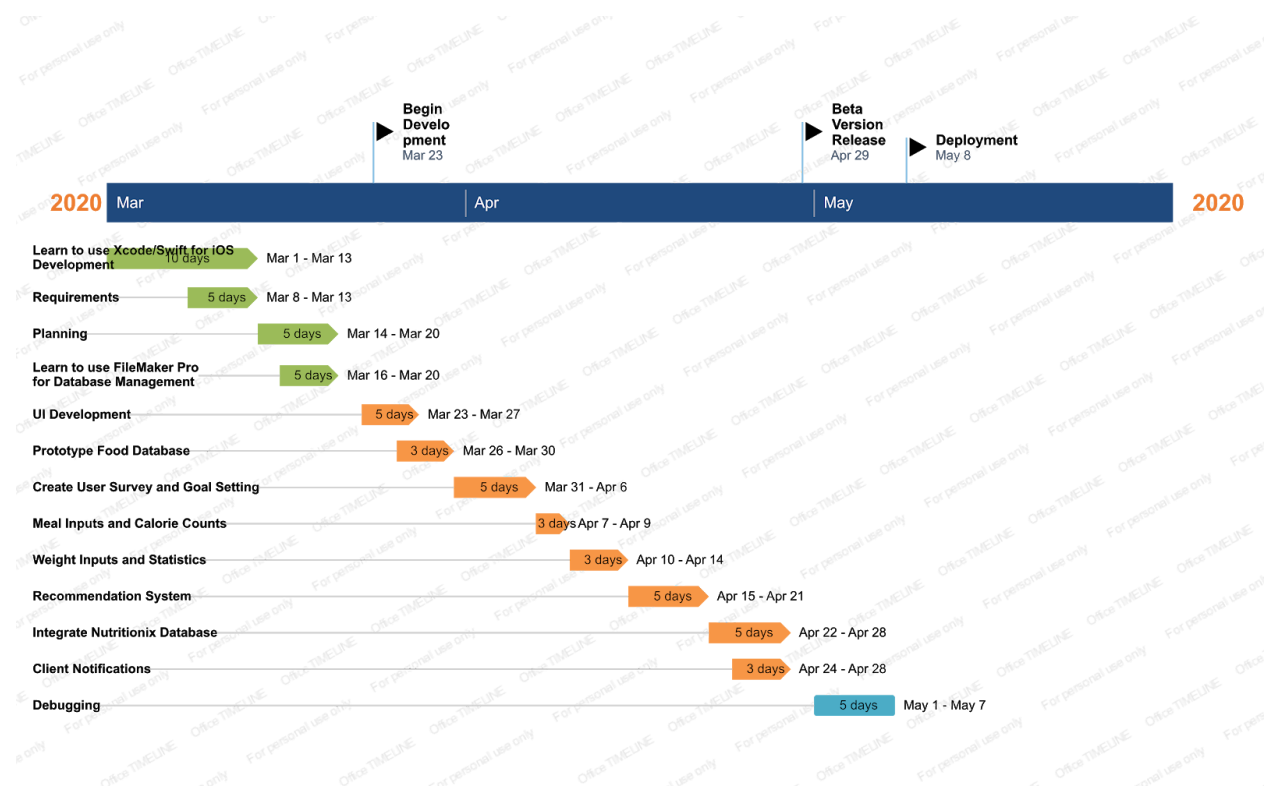 Begin
Develo
pment
Mar 23
Beta
Version
Release
Apr 29
Deployment
May 8
2020 Mar Apr May 2020
Learn to use Xcode/Swift for iOS
Development
10 days Mar 1 - Mar 13
Requirements 5 days Mar 8 - Mar 13
Planning 5 days Mar 14 - Mar 20
Learn to use FileMaker Pro
for Database Management
5 days Mar 16 - Mar 20
UI Development 5 days Mar 23 - Mar 27
Prototype Food Database 3 days Mar 26 - Mar 30
Create User Survey and Goal Setting 5 days Mar 31 - Apr 6
Meal Inputs and Calorie Counts 3 days Apr 7 - Apr 9
Weight Inputs and Statistics 3 days Apr 10 - Apr 14
Recommendation System 5 days Apr 15 - Apr 21
Integrate Nutritionix Database 5 days Apr 22 - Apr 28
Client Notifications 3 days Apr 24 - Apr 28
Debugging 5 days May 1 - May 7
Office TIMELINE
For personal use only